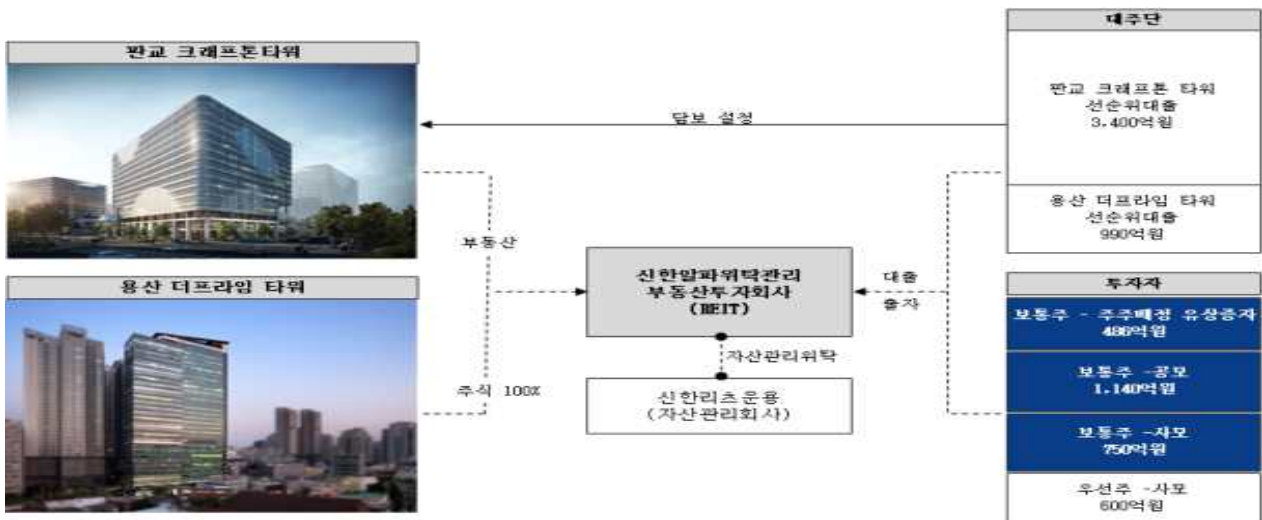 판교 크래프톤타워
용산 더프라임 타워
담보 설정
부동산
주식 100%
신한알파위탁관리
부동산투자회사
(REIT)
자산관리위탁
신한리츠운용
(자산관리회사)
대출
출자
대주단
판교 크래프톤 타워
선순위대출
3,400억원
용산 더프라임 타워
선순위대출
990억원
투자자
보통주 - 주주배정 유상증자
486억원
보통주 -공모
1,140억원
보통주 -사모
750억원
우선주 -사모
600억원